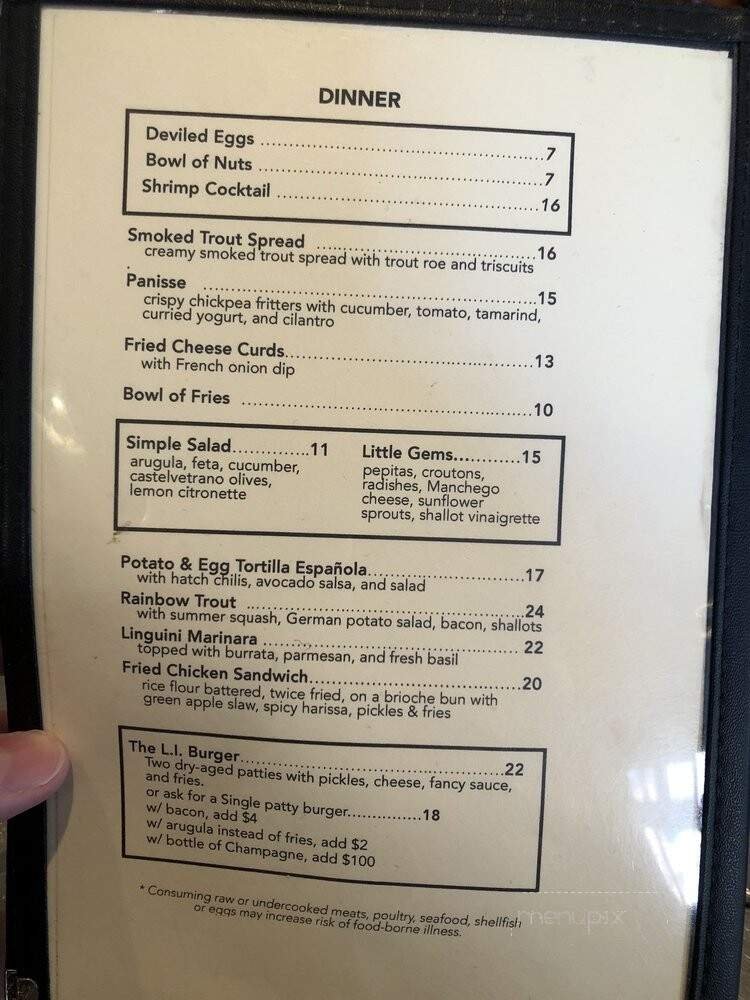 DINNER
Deviled Eggs ..........................................7
Bowl of Nuts ..........................................7
Shrimp Cocktail ......................................16
Smoked Trout Spread ..................................16
creamy smoked trout spread with trout roe and triscuits
Panisse ..................................................15
crispy chickpea fritters with cucumber, tomato, tamarind,
curried yogurt, and cilantro
Fried Cheese Curds......................................13
with French onion dip
Bowl of Fries ............................................10
Simple Salad.............11
arugula, feta, cucumber,
castelvetrano olives,
lemon citronette
Little Gems...........15
pepitas, croutons,
radishes, Manchego
cheese, sunflower
sprouts, shallot vinaigrette
Potato & Egg Tortilla Española..........................17
with hatch chilis, avocado salsa, and salad
Rainbow Trout ............................................24
with summer squash, German potato salad, bacon, shallots
Linguini Marinara ........................................ 22
topped with burrata, parmesan, and fresh basil
Fried Chicken Sandwich...................................20
rice flour battered, twice fried, on a brioche bun with
green apple slaw, spicy harissa, pickles & fries
The L.I. Burger...........................................22
Two dry-aged patties with pickles, cheese, fancy sauce,
and fries.
or ask for a Single patty burger...............18
w/ bacon, add $4
w/ arugula instead of fries, add $2
w/ bottle of Champagne, add $100
* Consuming raw or undercooked meats, poultry, seafood, shellfish
or eggs may increase risk of food-borne illness.
menupix